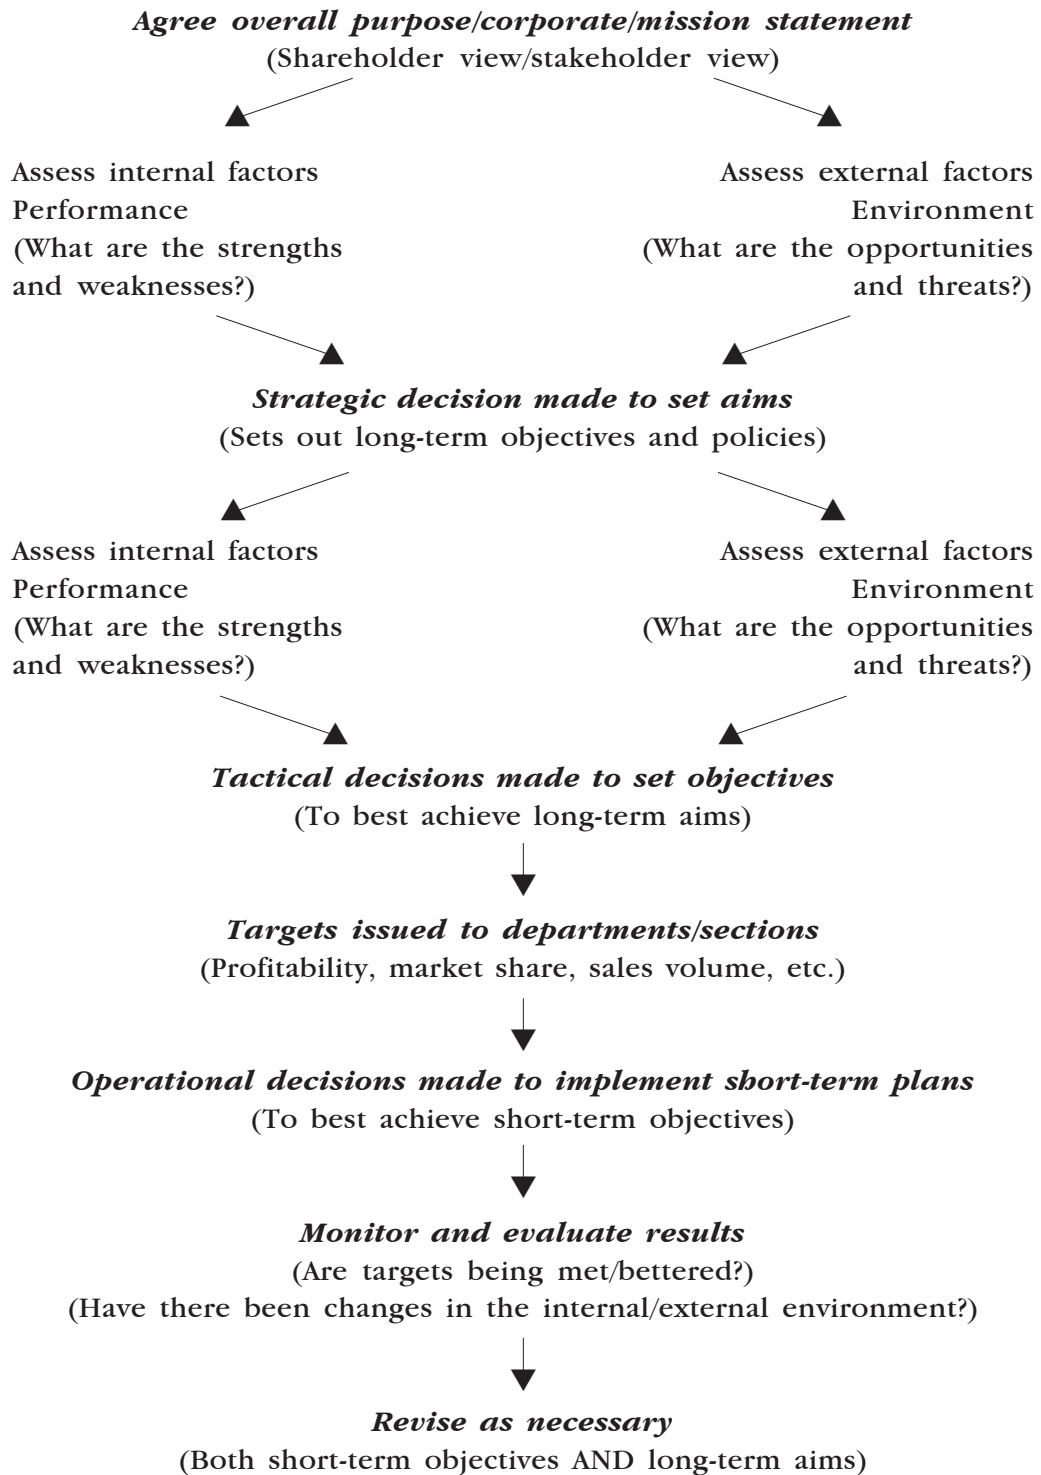 Agree overall purpose/corporate/mission statement
(Shareholder view/stakeholder view)
Assess internal factors
Performance
(What are the strengths
and weaknesses?)
Assess external factors
Environment
(What are the opportunities
and threats?)
Strategic decision made to set aims
(Sets out long-term objectives and policies)
Assess internal factors
Performance
(What are the strengths
and weaknesses?)
Assess external factors
Environment
(What are the opportunities
and threats?)
Tactical decisions made to set objectives
(To best achieve long-term aims)
Targets issued to departments/sections
(Profitability, market share, sales volume, etc.)
Operational decisions made to implement short-term plans
(To best achieve short-term objectives)
Monitor and evaluate results
(Are targets being met/bettered?)
(Have there been changes in the internal/external environment?)
Revise as necessary
(Both short-term objectives AND long-term aims)